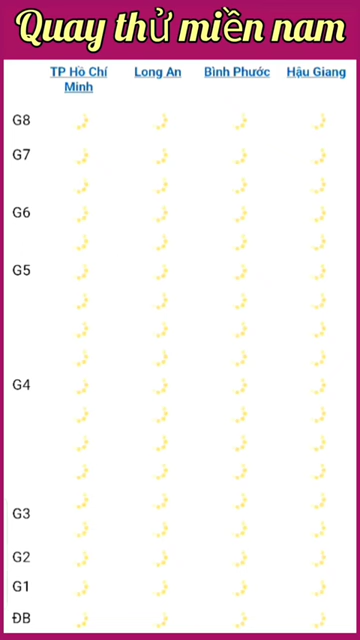 Quay thử miền nam
TP Hồ Chí Minh Long An Bình Phước Hậu Giang
G8
G7
G6
G5
G4
G3
G2
G1
ĐB